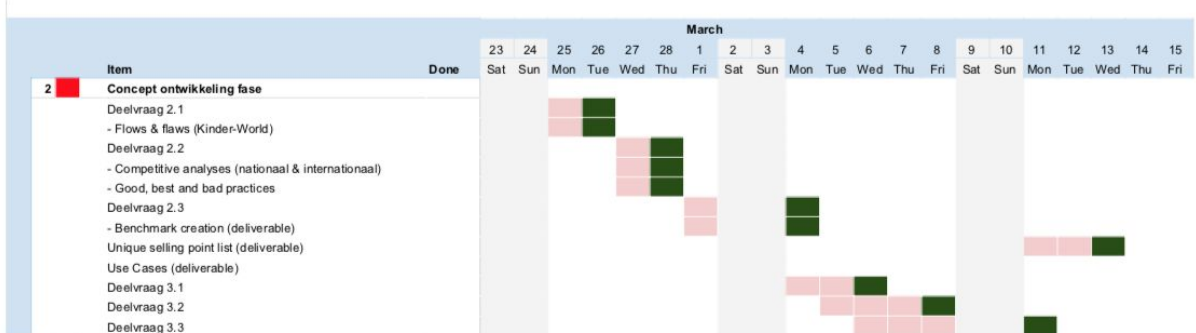 March
23 24 25 26 27 28 1 2 3 4 5 6 7 8 9 10 11 12 13 14 15
Item Done Sat Sun Mon Tue Wed Thu Fri Sat Sun Mon Tue Wed Thu Fri Sat Sun Mon Tue Wed Thu Fri
2 Concept ontwikkeling fase
Deelvraag 2.1
- Flows & flaws (Kinder-World)
Deelvraag 2.2
- Competitive analyses (nationaal & internationaal)
- Good, best and bad practices
Deelvraag 2.3
- Benchmark creation (deliverable)
Unique selling point list (deliverable)
Use Cases (deliverable)
Deelvraag 3.1
Deelvraag 3.2
Deelvraag 3.3